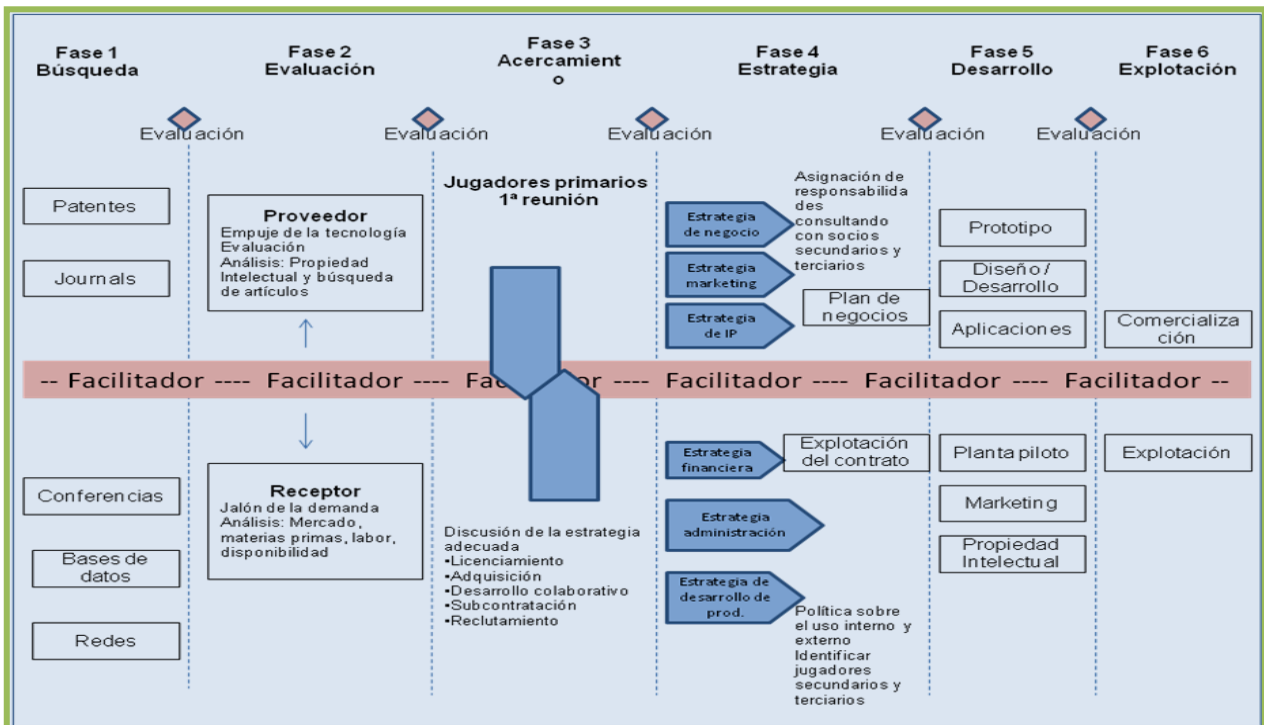 Fase 1
Búsqueda
Fase 2
Evaluación
Fase 3
Acercamient
o
Fase 4
Estrategia
Fase 5
Desarrollo
Fase 6
Explotación
Evaluación
Evaluación
Evaluación
Evaluación
Evaluación
Patentes
Journals
Proveedor
Empuje de la tecnología
Evaluación
Análisis: Propiedad
Intelectual y búsqueda
de artículos
Jugadores primarios
1ª reunión
Estrategia
de negocio
Estrategia
marketing
Estrategia
de IP
Asignación de
responsabilida
des
consultando
con socios
secundarios y
terciarios
Plan de
negocios
Prototipo
Diseño /
Desarrollo
Aplicaciones
Comercializa
ción
-- Facilitador ---- Facilitador ---- Facilitador ---- Facilitador ---- Facilitador ---- Facilitador --
Conferencias
Bases de
datos
Redes
Receptor
Jalón de la demanda
Análisis: Mercado,
materias primas, labor,
disponibilidad
Discusión de la estrategia
adecuada
•Licenciamiento
•Adquisición
•Desarrollo colaborativo
•Subcontratación
•Reclutamiento
Estrategia
financiera
Explotación
del contrato
Estrategia
administración
Estrategia de
desarrollo de
prod.
Política sobre
el uso interno y
externo
Identificar
jugadores
secundarios y
terciarios
Planta piloto
Marketing
Propiedad
Intelectual
Explotación